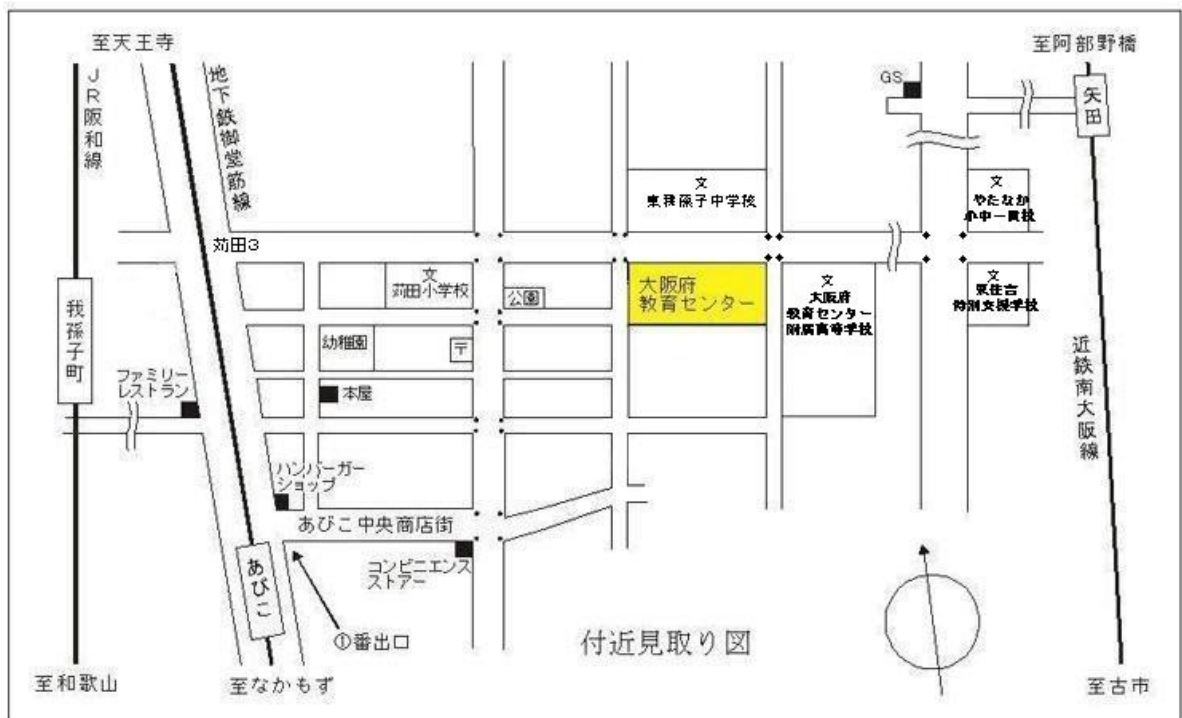 至天王寺
至阿部野橋
JR阪和線
地下鉄御堂筋線
GS
矢田
文
東我孫子中学校
文
やたなか
小中一貫校
苅田3
文
苅田小学校
公園
大阪府
教育センター
文
大阪府
教育センター
附属高等学校
文
東住吉
特別支援学校
我孫子町
幼稚園
〒
ファミリー
レストラン
本屋
近鉄南大阪線
ハンバーガー
ショップ
あびこ中央商店街
あびこ
コンビニエンス
ストアー
①番出口
付近見取り図
至和歌山
至なかもず
至古市